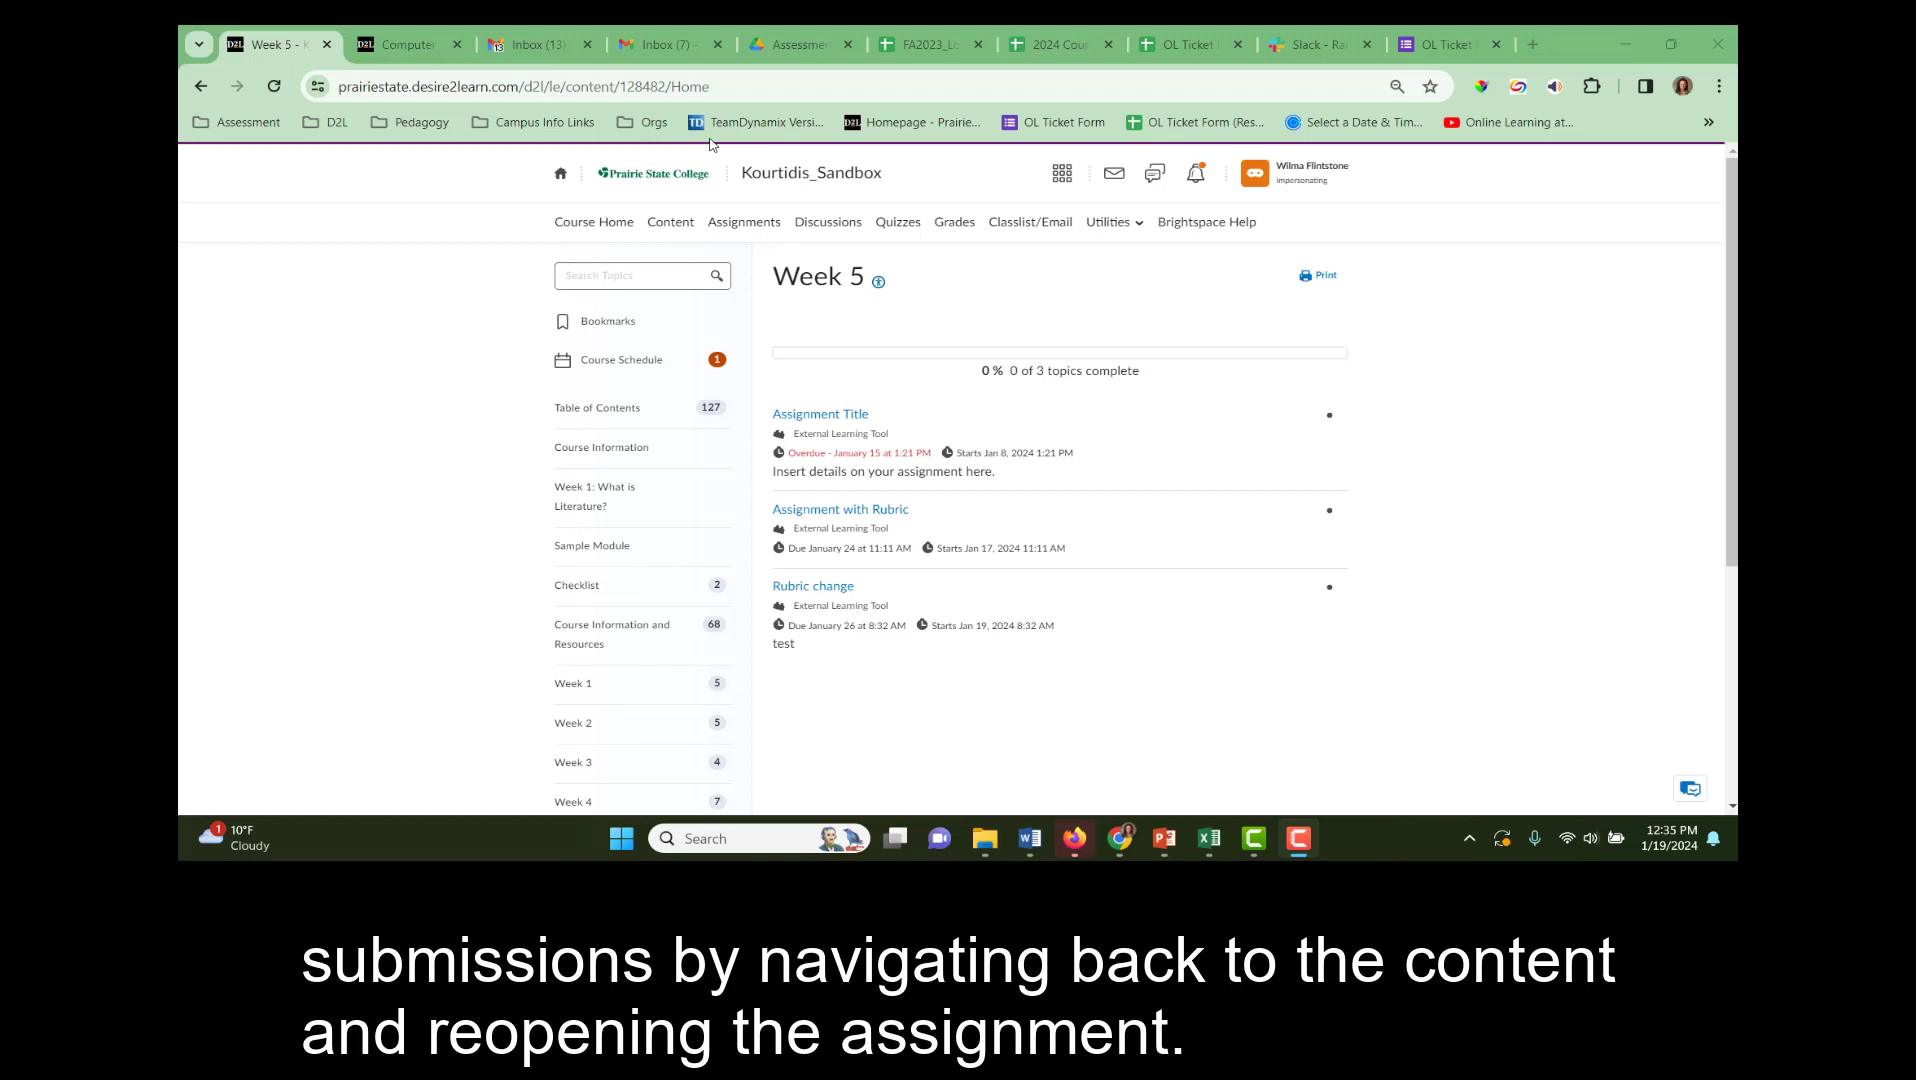 Week 5 - K
Computer
Inbox (13)
Inbox (7) -
Assessme
FA2023_Lo
2024 Cour
OL Ticket
Slack - Ra
OL Ticket
prairiestate.desire2learn.com/d2l/le/content/128482/Home
Assessment
D2L
Pedagogy
Campus Info Links
Orgs
TeamDynamix Versi...
Homepage - Prairie...
OL Ticket Form
OL Ticket Form (Res...
Select a Date & Tim...
Online Learning at...
Prairie State College
Kourtidis_Sandbox
Wilma Flintstone
Impersonating
Course Home Content Assignments Discussions Quizzes Grades Classlist/Email Utilities Brightspace Help
Search Topics
Bookmarks
Course Schedule 1
Table of Contents 127
Course Information
Week 1: What is
Literature?
Sample Module
Checklist 2
Course Information and
Resources 68
Week 1 5
Week 2 5
Week 3 4
Week 4 7
Week 5
Print
0 % 0 of 3 topics complete
Assignment Title
External Learning Tool
Overdue - January 15 at 1:21 PM Starts Jan 8, 2024 1:21 PM
Insert details on your assignment here.
Assignment with Rubric
External Learning Tool
Due January 24 at 11:11 AM Starts Jan 17, 2024 11:11 AM
Rubric change
External Learning Tool
Due January 26 at 8:32 AM Starts Jan 19, 2024 8:32 AM
test
1
10°F
Cloudy
Search
12:35 PM
1/19/2024
submissions by navigating back to the content
and reopening the assignment.